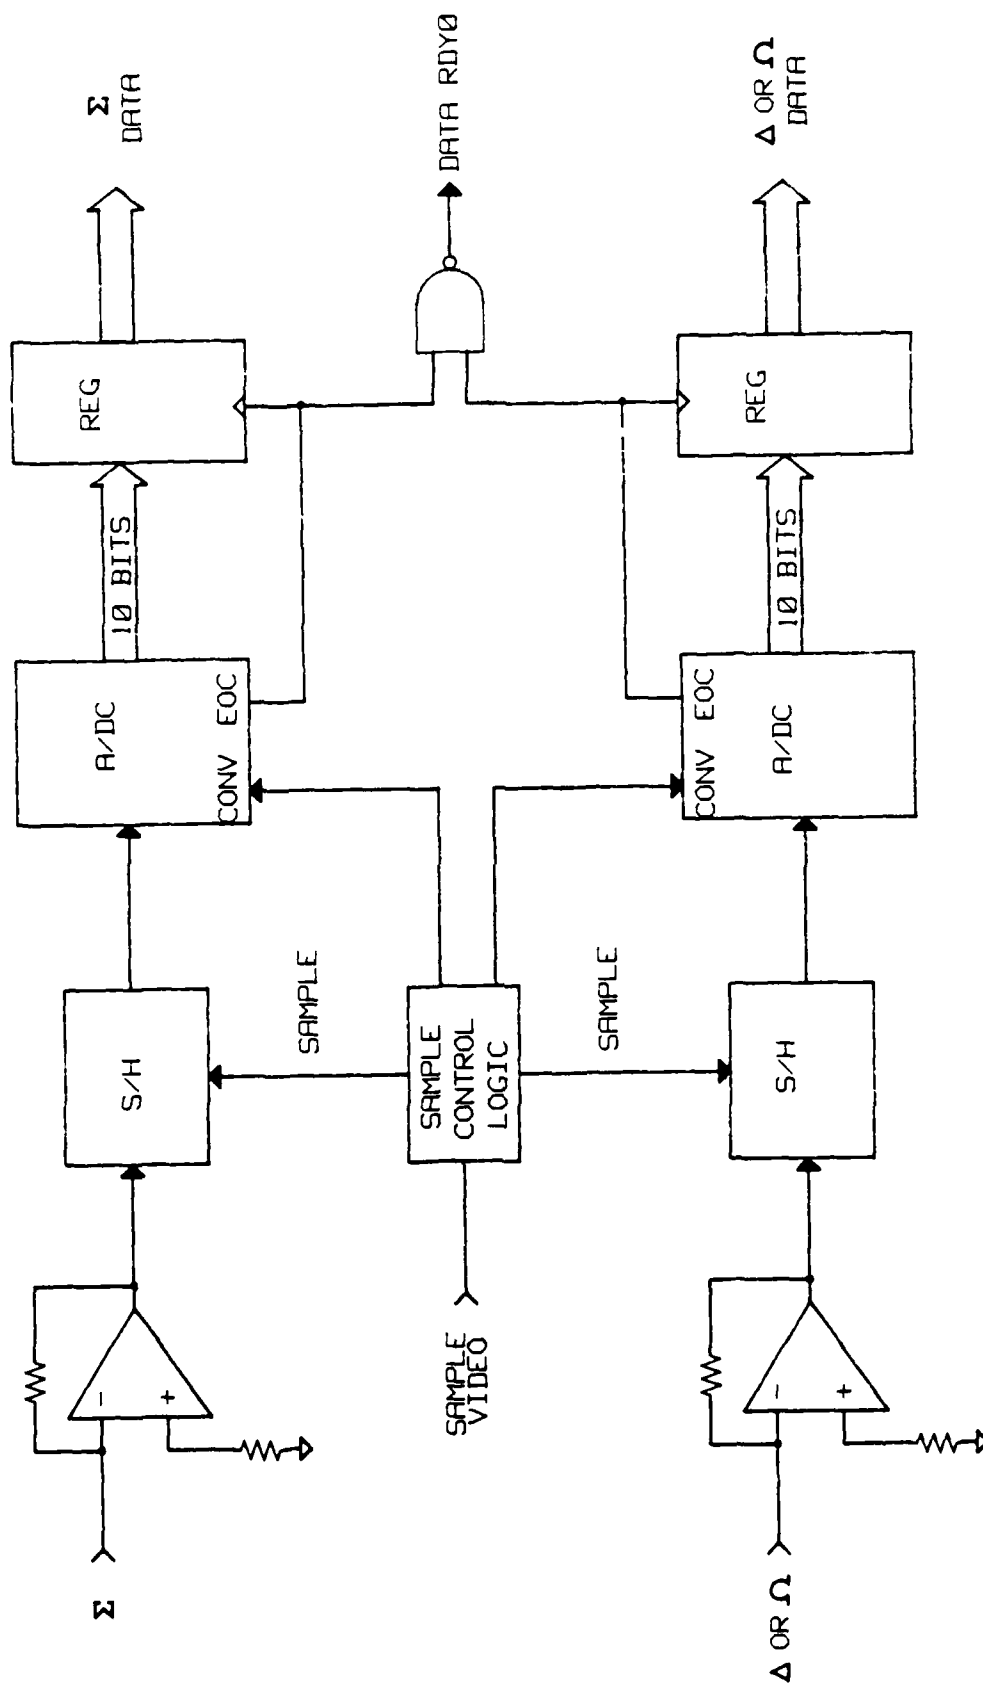 Σ
DATA
DATA RDY0
Δ OR Ω
DATA
REG
REG
10 BITS
10 BITS
A/DC
CONV EOC
A/DC
CONV EOC
SAMPLE
SAMPLE
S/H
SAMPLE
CONTROL
LOGIC
S/H
-
+
SAMPLE
VIDEO
-
+
Σ
Δ OR Ω